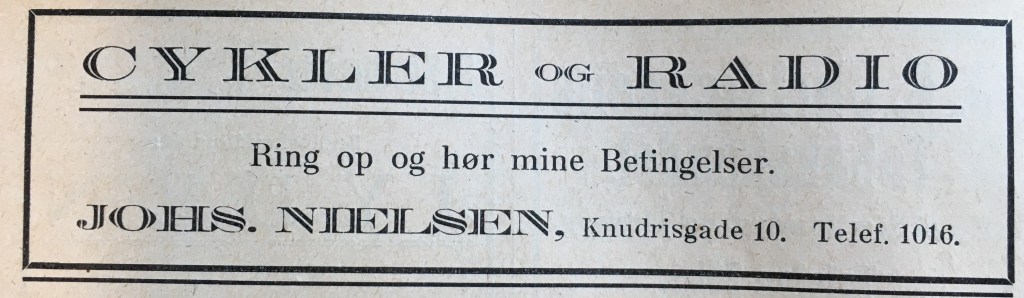 CYKLER OG RADIO
Ring op og hør mine Betingelser.
JOHS. NIELSEN, Knudrisgade 10. Telef. 1016.